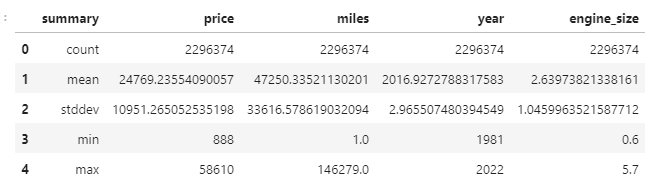 : summary price miles year engine_size
0 count 2296374 2296374 2296374 2296374
1 mean 24769.23554090057 47250.33521130201 2016.9272788317583 2.63973821338161
2 stddev 10951.265052535198 33616.578619032094 2.965507480394549 1.0459963521587712
3 min 888 1.0 1981 0.6
4 max 58610 146279.0 2022 5.7